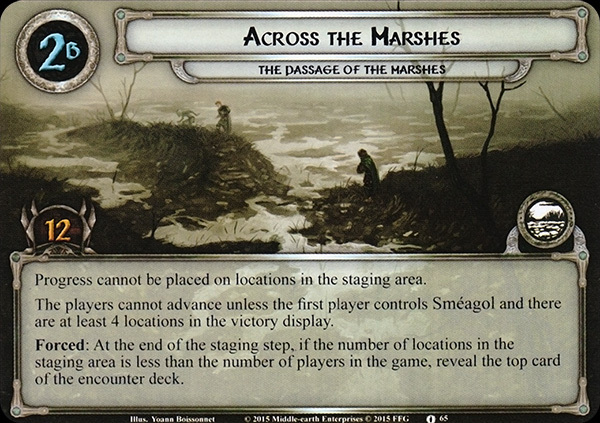 2B
ACROSS THE MARSHES
THE PASSAGE OF THE MARSHES
12
Progress cannot be placed on locations in the staging area.
The players cannot advance unless the first player controls Sméagol and there
are at least 4 locations in the victory display.
Forced: At the end of the staging step, if the number of locations in the
staging area is less than the number of players in the game, reveal the top card
of the encounter deck.
Illus. Yoann Boissonnet © 2015 Middle-earth Enterprises © 2015 FFG 65